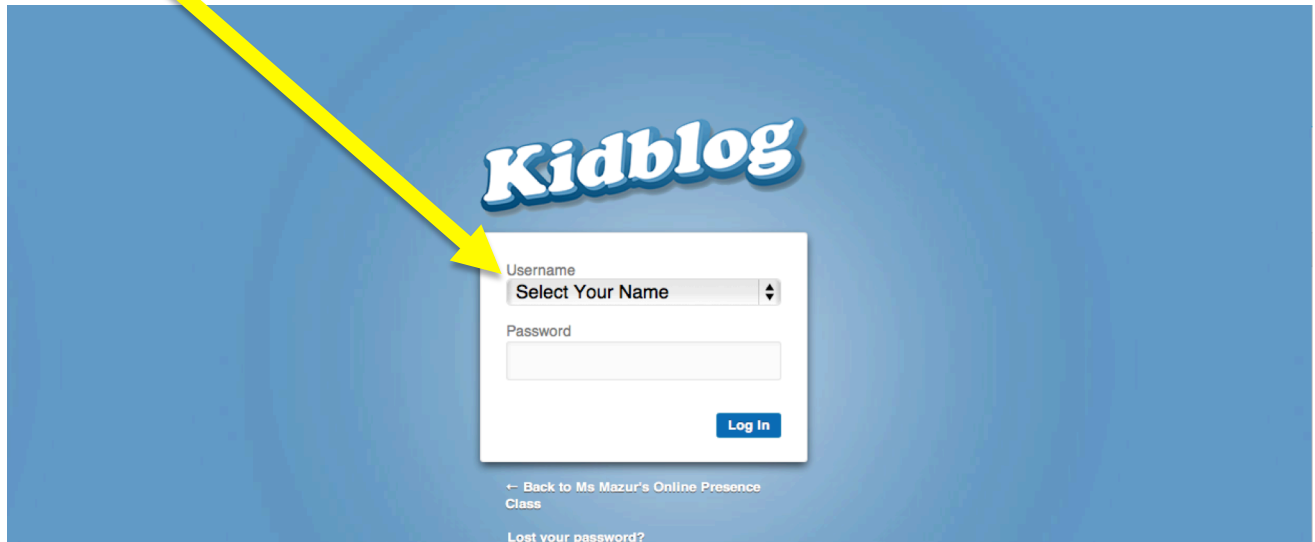 Kidblog
Username
Select Your Name
Password
Log In
← Back to Ms Mazur's Online Presence
Class
Lost your password?